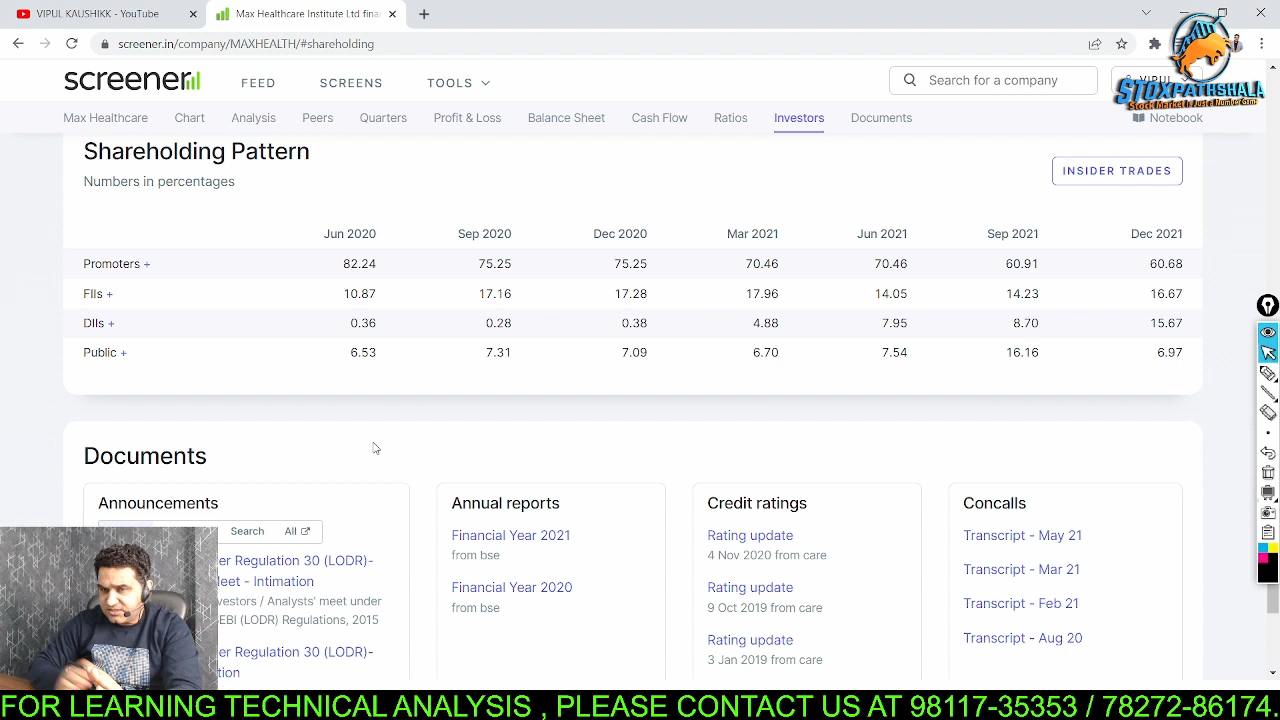 VIPUL KAUSHIKK - YouTube
Max Healthcare Institute Ltd fina
screener.in/company/MAXHEALTH/#shareholding
screener
FEED
SCREENS
TOOLS
Search for a company
VIPUL
STOXPATHSHALA
Stock Market is Just a Number Game
Max Healthcare
Chart
Analysis
Peers
Quarters
Profit & Loss
Balance Sheet
Cash Flow
Ratios
Investors
Documents
Notebook
Shareholding Pattern
Numbers in percentages
INSIDER TRADES
Jun 2020 Sep 2020 Dec 2020 Mar 2021 Jun 2021 Sep 2021 Dec 2021
Promoters + 82.24 75.25 75.25 70.46 70.46 60.91 60.68
FIIs + 10.87 17.16 17.28 17.96 14.05 14.23 16.67
DIIs + 0.36 0.28 0.38 4.88 7.95 8.70 15.67
Public + 6.53 7.31 7.09 6.70 7.54 16.16 6.97
Documents
Announcements
Search
All
er Regulation 30 (LODR)-
eet - Intimation
vestors / Analysts' meet under
EBI (LODR) Regulations, 2015
er Regulation 30 (LODR)-
tion
Annual reports
Financial Year 2021
from bse
Financial Year 2020
from bse
Credit ratings
Rating update
4 Nov 2020 from care
Rating update
9 Oct 2019 from care
Rating update
3 Jan 2019 from care
Concalls
Transcript - May 21
Transcript - Mar 21
Transcript - Feb 21
Transcript - Aug 20
FOR LEARNING TECHNICAL ANALYSIS , PLEASE CONTACT US AT 98117-35353 / 78272-86174.